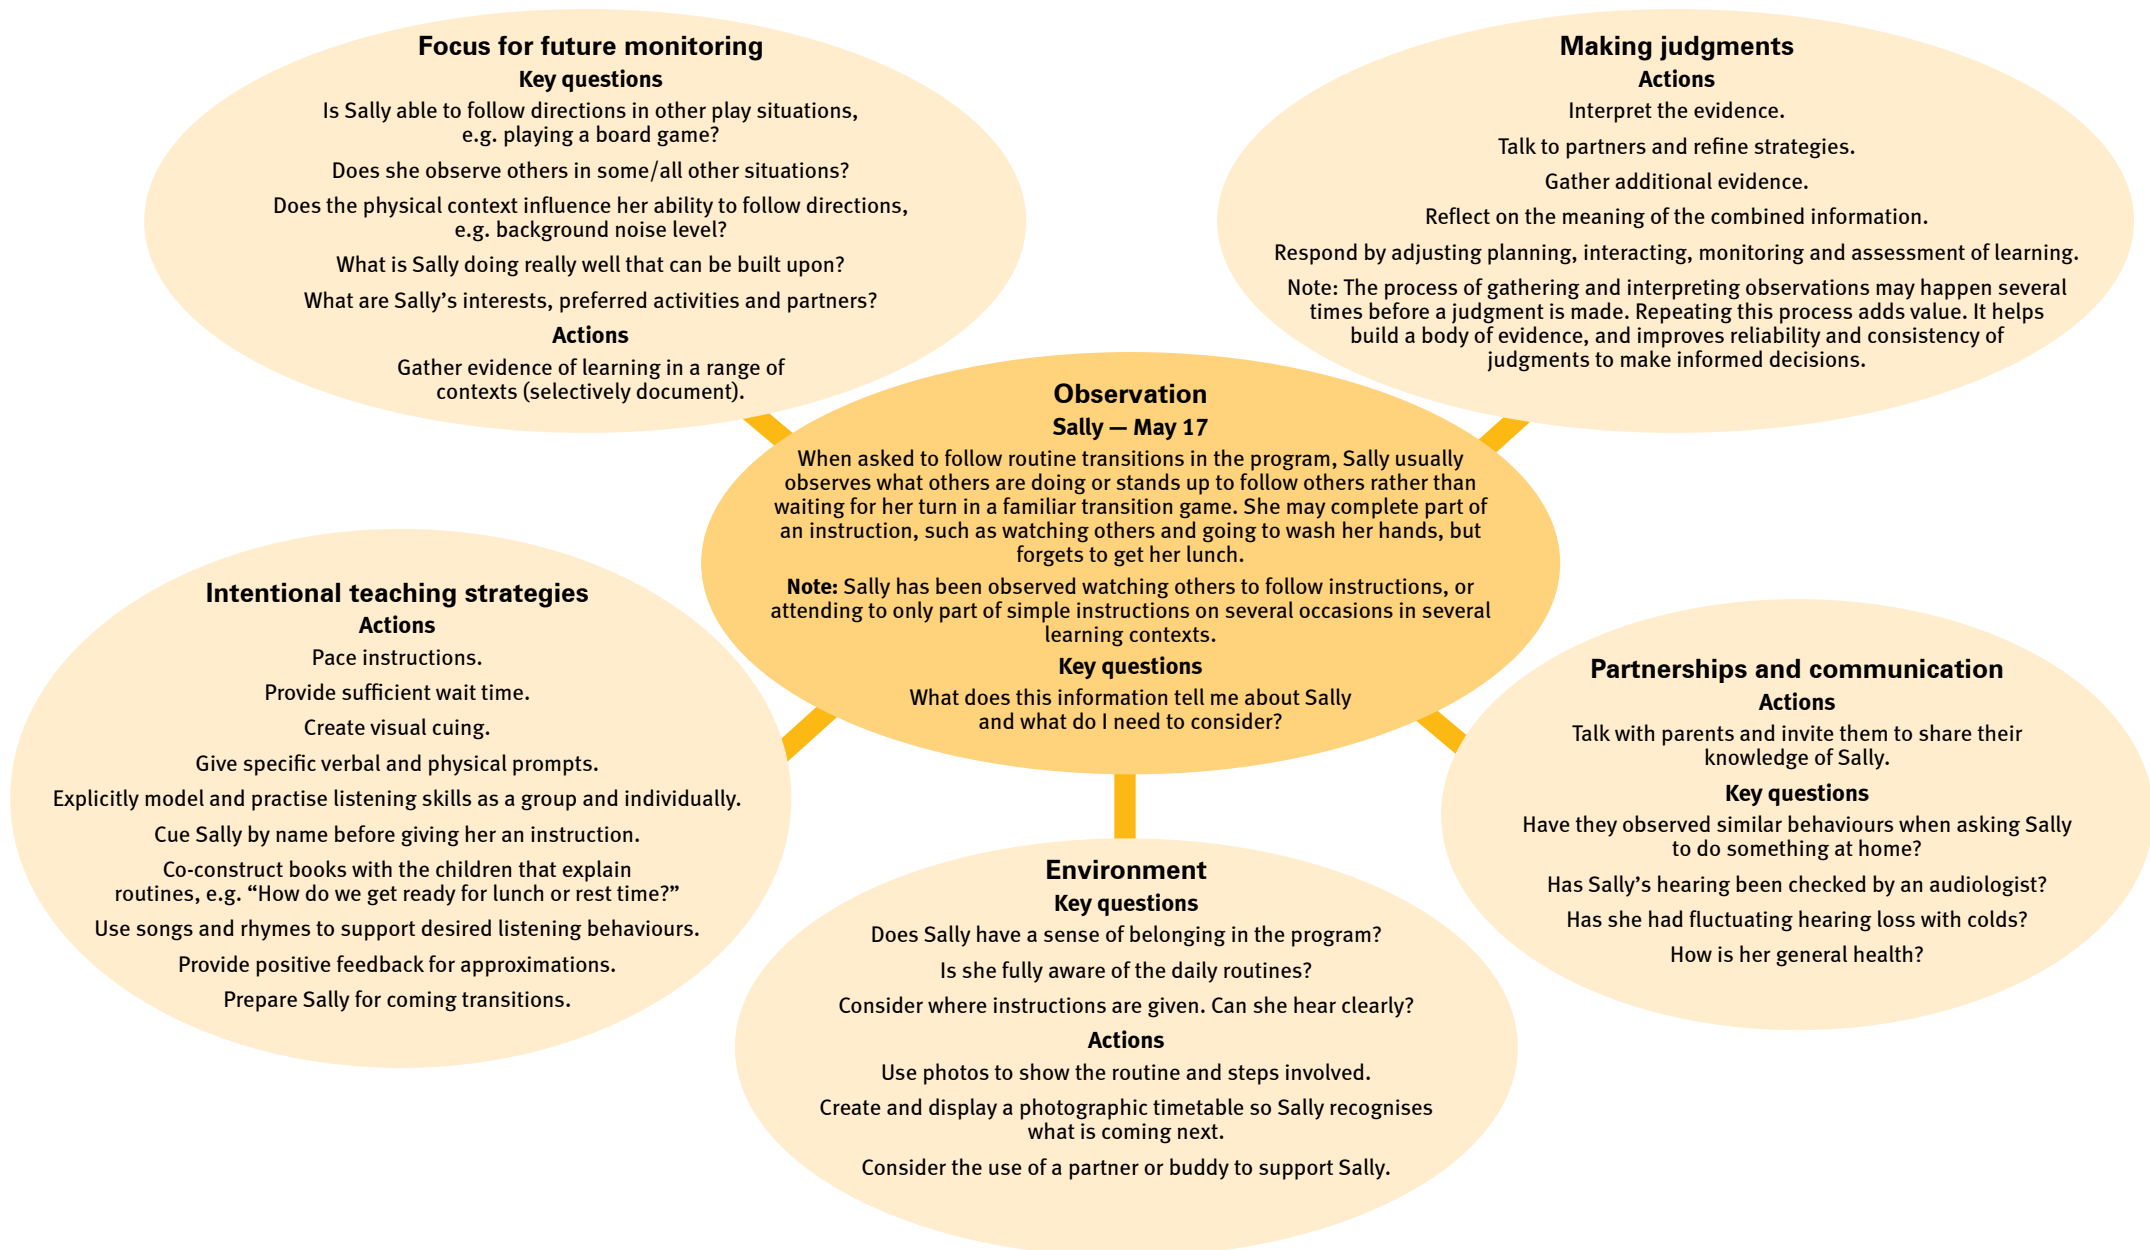 Focus for future monitoring
Key questions
Is Sally able to follow directions in other play situations,
e.g. playing a board game?
Does she observe others in some/all other situations?
Does the physical context influence her ability to follow directions,
e.g. background noise level?
What is Sally doing really well that can be built upon?
What are Sally’s interests, preferred activities and partners?
Actions
Gather evidence of learning in a range of
contexts (selectively document).
Making judgments
Actions
Interpret the evidence.
Talk to partners and refine strategies.
Gather additional evidence.
Reflect on the meaning of the combined information.
Respond by adjusting planning, interacting, monitoring and assessment of learning.
Note: The process of gathering and interpreting observations may happen several
times before a judgment is made. Repeating this process adds value. It helps
build a body of evidence, and improves reliability and consistency of
judgments to make informed decisions.
Observation
Sally — May 17
When asked to follow routine transitions in the program, Sally usually
observes what others are doing or stands up to follow others rather than
waiting for her turn in a familiar transition game. She may complete part of
an instruction, such as watching others and going to wash her hands, but
forgets to get her lunch.
Note: Sally has been observed watching others to follow instructions, or
attending to only part of simple instructions on several occasions in several
learning contexts.
Key questions
What does this information tell me about Sally
and what do I need to consider?
Intentional teaching strategies
Actions
Pace instructions.
Provide sufficient wait time.
Create visual cuing.
Give specific verbal and physical prompts.
Explicitly model and practise listening skills as a group and individually.
Cue Sally by name before giving her an instruction.
Co-construct books with the children that explain
routines, e.g. “How do we get ready for lunch or rest time?”
Use songs and rhymes to support desired listening behaviours.
Provide positive feedback for approximations.
Prepare Sally for coming transitions.
Environment
Key questions
Does Sally have a sense of belonging in the program?
Is she fully aware of the daily routines?
Consider where instructions are given. Can she hear clearly?
Actions
Use photos to show the routine and steps involved.
Create and display a photographic timetable so Sally recognises
what is coming next.
Consider the use of a partner or buddy to support Sally.
Partnerships and communication
Actions
Talk with parents and invite them to share their
knowledge of Sally.
Key questions
Have they observed similar behaviours when asking Sally
to do something at home?
Has Sally’s hearing been checked by an audiologist?
Has she had fluctuating hearing loss with colds?
How is her general health?